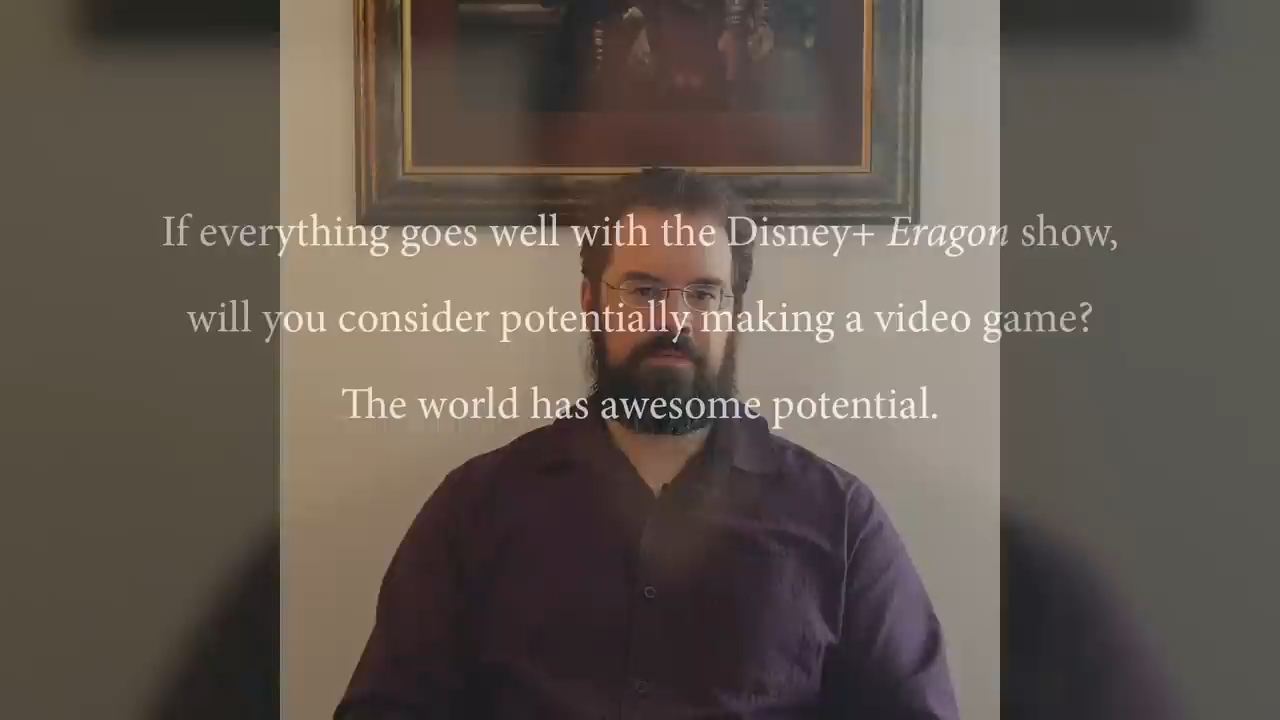 If everything goes well with the Disney+ Eragon show,
will you consider potentially making a video game?
The world has awesome potential.